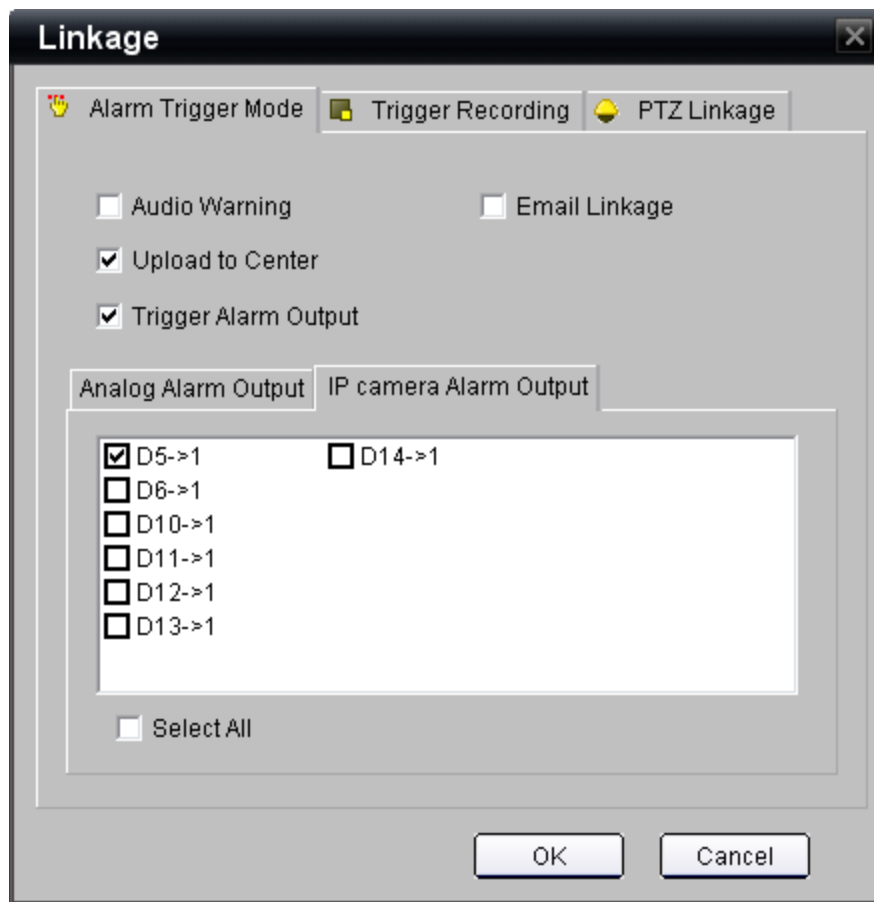 Linkage
Alarm Trigger Mode Trigger Recording PTZ Linkage
Audio Warning Email Linkage
Upload to Center
Trigger Alarm Output
Analog Alarm Output IP camera Alarm Output
D5->1 D14->1
D6->1
D10->1
D11->1
D12->1
D13->1
Select All
OK Cancel